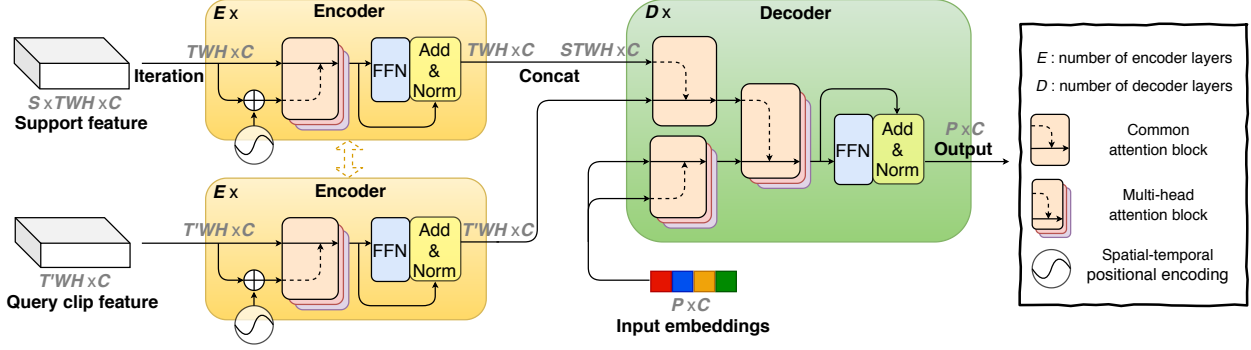 E x Encoder
TWH x C
Iteration
S x TWH x C
Support feature
FFN
Add
&
Norm
TWH x C
Concat
STWH x C
E x Encoder
T'WH x C
T'WH x C
Query clip feature
FFN
Add
&
Norm
T'WH x C
D x Decoder
FFN
Add
&
Norm
P x C
Output
P x C
Input embeddings
E : number of encoder layers
D : number of decoder layers
Common
attention block
Multi-head
attention block
Spatial-temporal
positional encoding